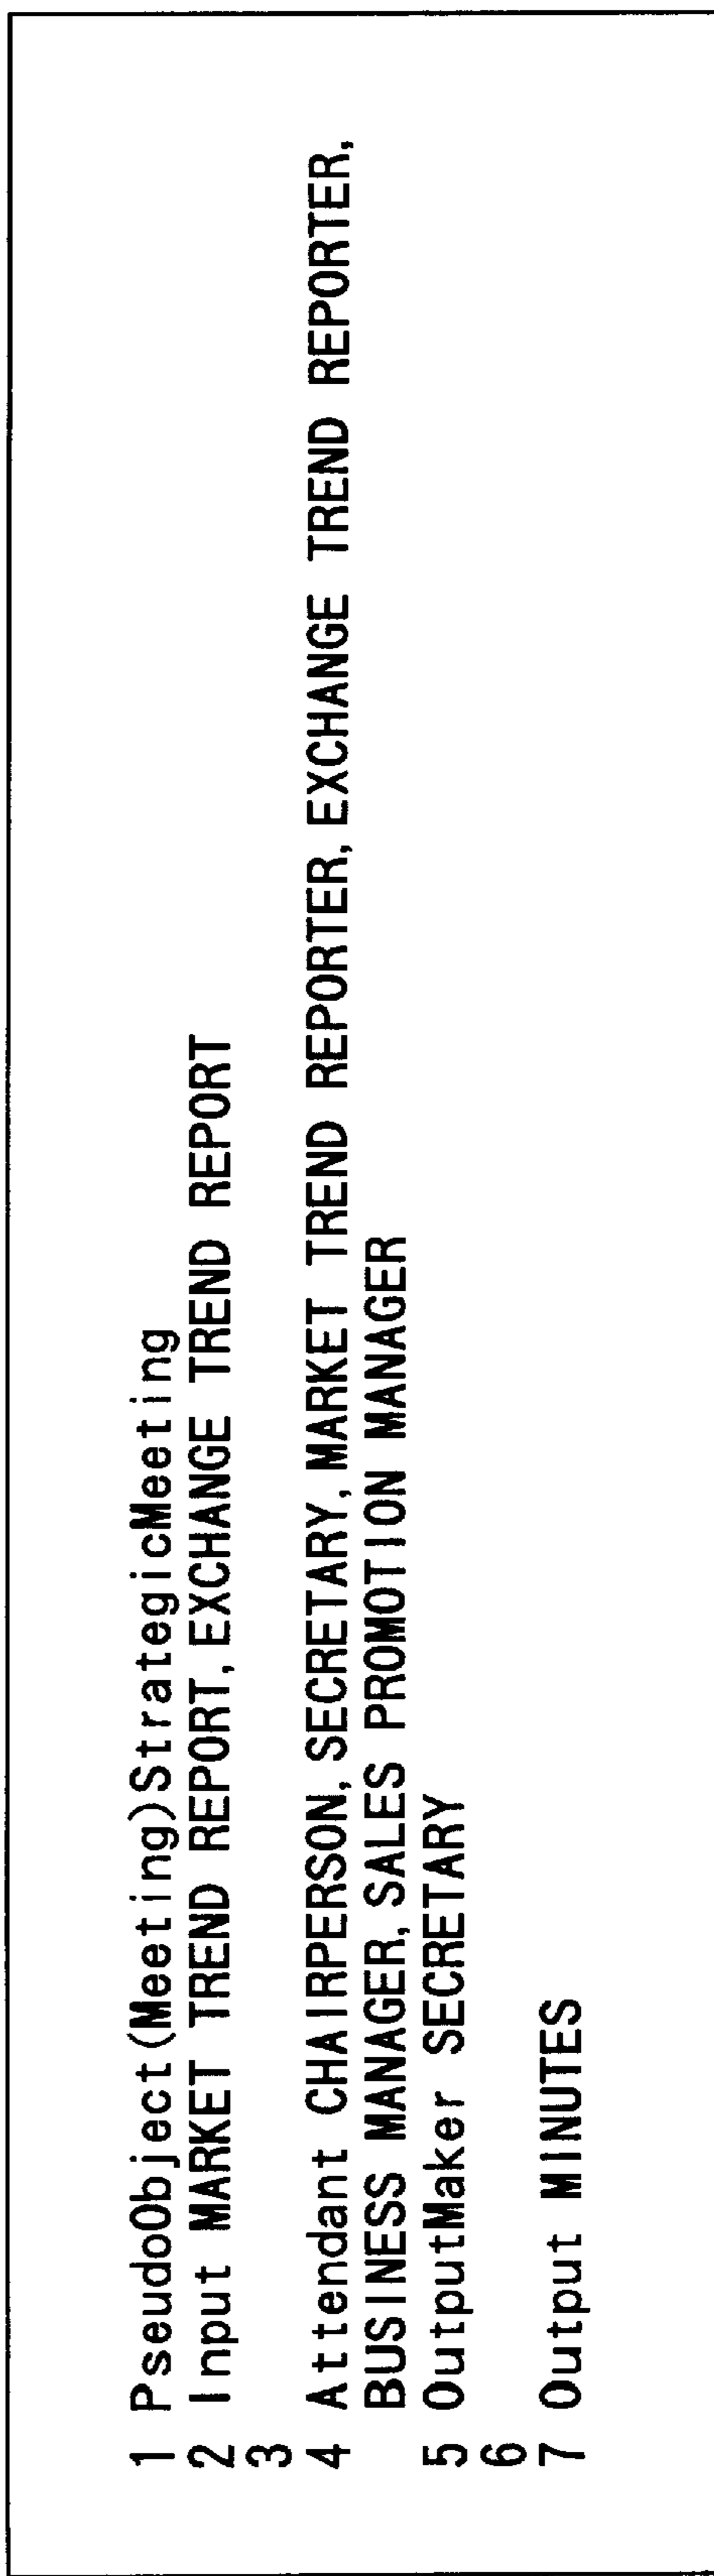 1 PseudoObject(Meeting)StrategicMeeting
2 Input MARKET TREND REPORT, EXCHANGE TREND REPORT
3
4 Attendant CHAIRPERSON, SECRETARY, MARKET TREND REPORTER, EXCHANGE TREND REPORTER,
BUSINESS MANAGER, SALES PROMOTION MANAGER
5 OutputMaker SECRETARY
6
7 Output MINUTES